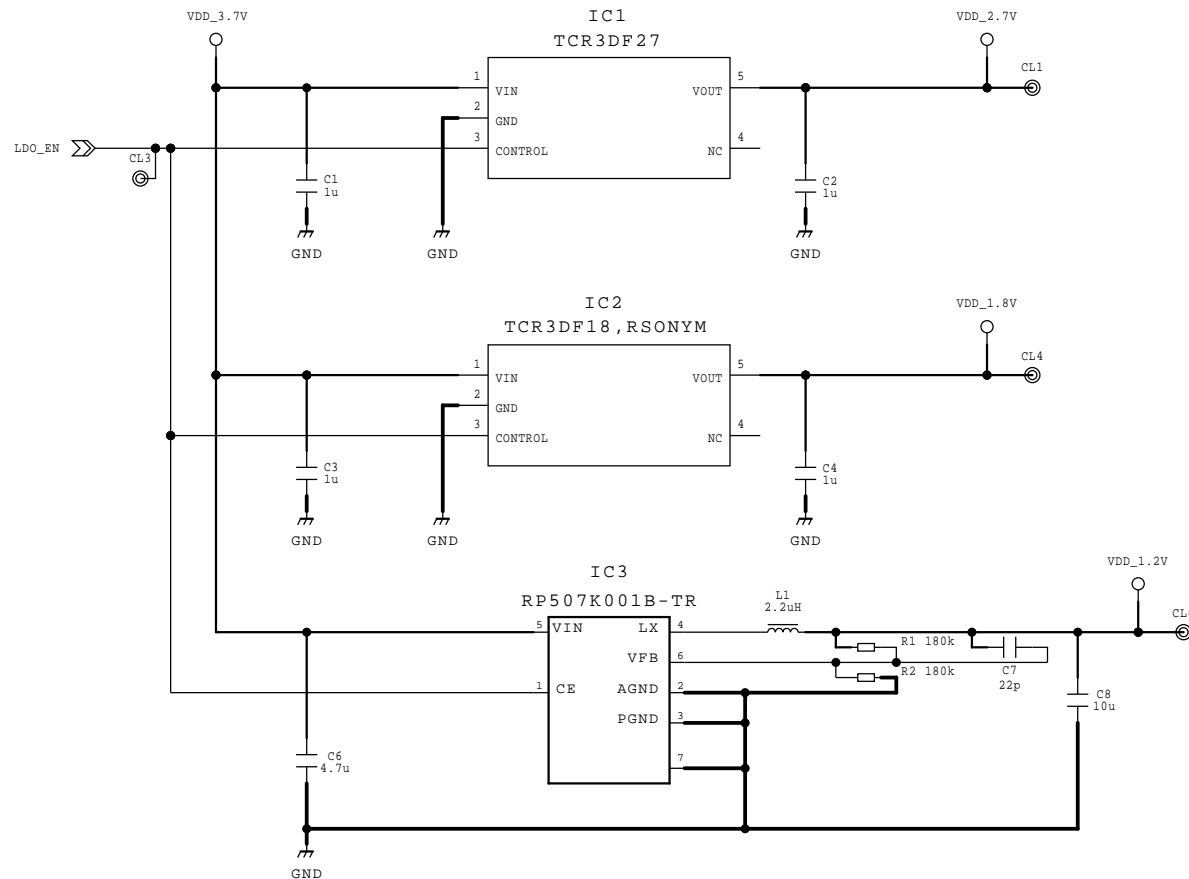 VDD_3.7V
IC1
TCR3DF27
VDD_2.7V
CL1
1
VIN
2
GND
3
CONTROL
5
VOUT
4
NC
LDO_EN
CL3
C1
1u
GND
GND
C2
1u
GND
IC2
TCR3DF18,RSONYM
VDD_1.8V
CL4
1
VIN
2
GND
3
CONTROL
5
VOUT
4
NC
C3
1u
GND
GND
C4
1u
GND
IC3
RP507K001B-TR
VDD_1.2V
L1
2.2uH
5
VIN
LX
4
VFB
6
1
CE
AGND
2
PGND
3
7
R1 180k
R2 180k
C7
22p
C8
10u
C6
4.7u
GND